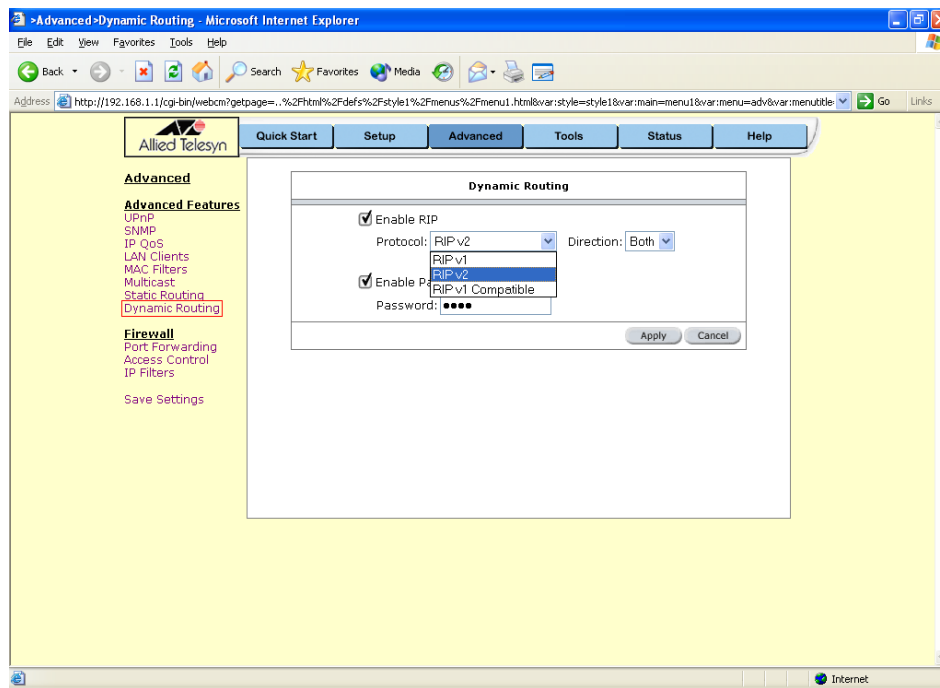 >Advanced>Dynamic Routing - Microsoft Internet Explorer
File Edit View Favorites Tools Help
Back Search Favorites Media
Address http://192.168.1.1/cgi-bin/webcm?getpage=..%2Fhtml%2Fdefs%2Fstyle1%2Fmenus%2Fmenu1.html&var:style=style1&var:main=menu1&var:menu=adv&var:menutitle Go Links
Allied Telesyn
Quick Start Setup Advanced Tools Status Help
Advanced
Advanced Features
UPnP
SNMP
IP QoS
LAN Clients
MAC Filters
Multicast
Static Routing
Dynamic Routing
Firewall
Port Forwarding
Access Control
IP Filters
Save Settings
Dynamic Routing
Enable RIP
Protocol: RIP v2 Direction: Both
RIP v1
RIP v2
RIP v1 Compatible
Enable
Password: ●●●●
Apply Cancel
Internet